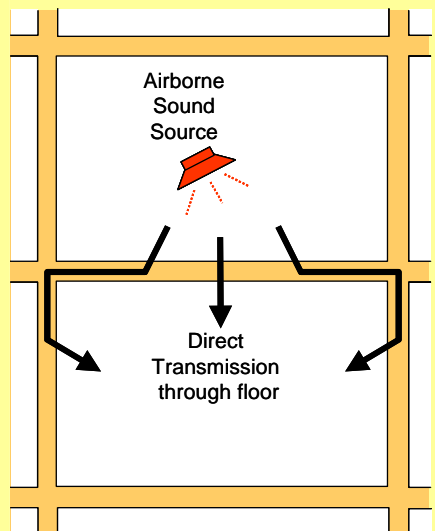 Airborne
Sound
Source
Direct
Transmission
through floor